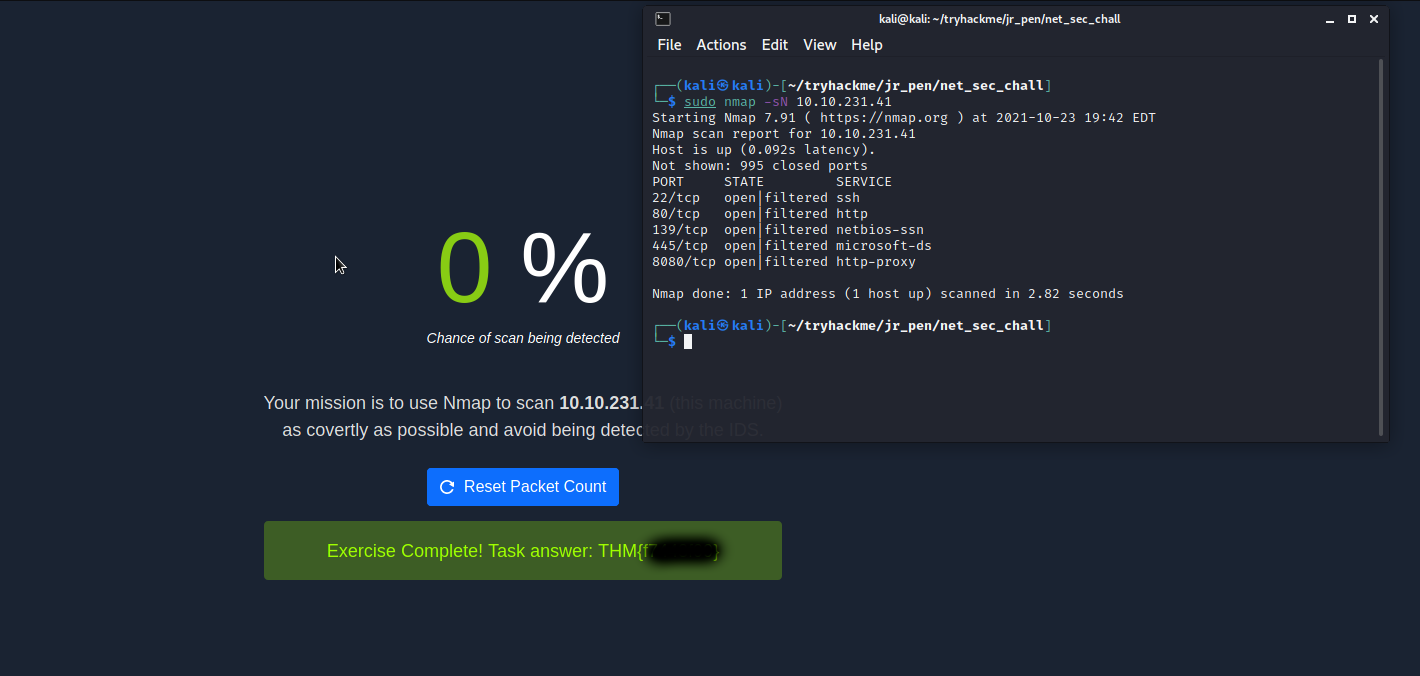 0 %
Chance of scan being detected
Your mission is to use Nmap to scan 10.10.231.41 (this machine)
as covertly as possible and avoid being detected by the IDS.
Reset Packet Count
Exercise Complete! Task answer: THM{f
kali@kali: ~/tryhackme/jr_pen/net_sec_chall
File Actions Edit View Help
┌──(kali㉿kali)-[~/tryhackme/jr_pen/net_sec_chall]
└─$ sudo nmap -sN 10.10.231.41
Starting Nmap 7.91 ( https://nmap.org ) at 2021-10-23 19:42 EDT
Nmap scan report for 10.10.231.41
Host is up (0.092s latency).
Not shown: 995 closed ports
PORT     STATE         SERVICE
22/tcp   open|filtered ssh
80/tcp   open|filtered http
139/tcp  open|filtered netbios-ssn
445/tcp  open|filtered microsoft-ds
8080/tcp open|filtered http-proxy
Nmap done: 1 IP address (1 host up) scanned in 2.82 seconds
┌──(kali㉿kali)-[~/tryhackme/jr_pen/net_sec_chall]
└─$